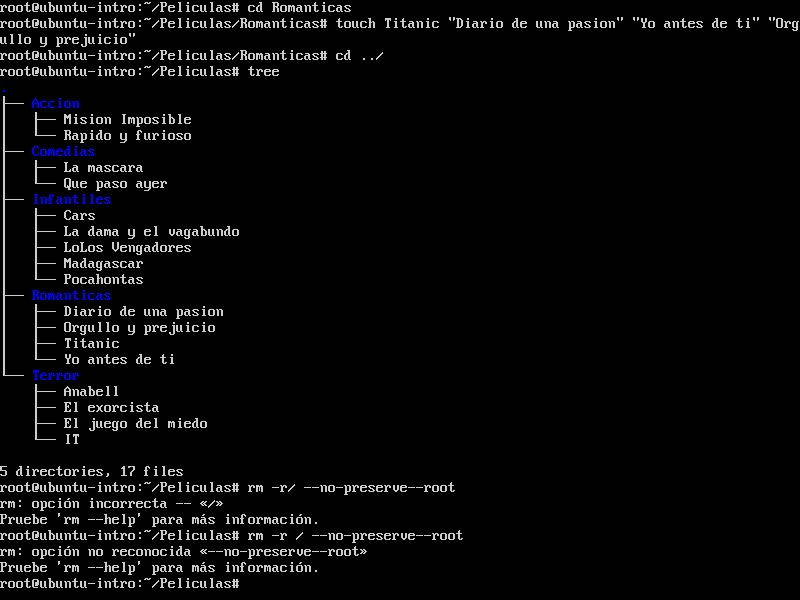 root@ubuntu-intro:~/Peliculas# cd Romanticas
root@ubuntu-intro:~/Peliculas/Romanticas# touch Titanic "Diario de una pasion" "Yo antes de ti" "Org
ullo y prejuicio"
root@ubuntu-intro:~/Peliculas/Romanticas# cd ../
root@ubuntu-intro:~/Peliculas# tree
.
├── Accion
│   ├── Mision Imposible
│   └── Rapido y furioso
├── Comedias
│   ├── La mascara
│   └── Que paso ayer
├── Infantiles
│   ├── Cars
│   ├── La dama y el vagabundo
│   ├── LoLos Vengadores
│   ├── Madagascar
│   └── Pocahontas
├── Romanticas
│   ├── Diario de una pasion
│   ├── Orgullo y prejuicio
│   ├── Titanic
│   └── Yo antes de ti
└── Terror
    ├── Anabell
    ├── El exorcista
    ├── El juego del miedo
    └── IT
5 directories, 17 files
root@ubuntu-intro:~/Peliculas# rm -r/ --no-preserve--root
rm: opción incorrecta -- «/»
Pruebe 'rm --help' para más información.
root@ubuntu-intro:~/Peliculas# rm -r / --no-preserve--root
rm: opción no reconocida «--no-preserve--root»
Pruebe 'rm --help' para más información.
root@ubuntu-intro:~/Peliculas#